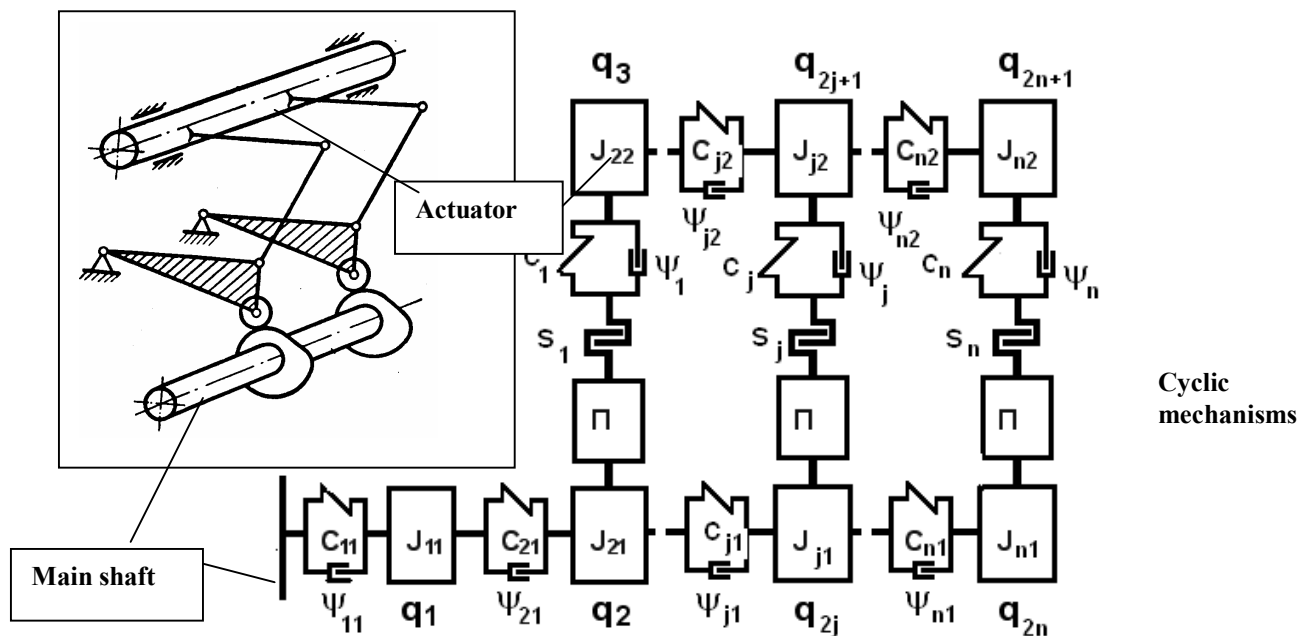 q3 q2j+1 q2n+1
J22 Cj2 Jj2 Cn2 Jn2
Actuator
ψj2 ψn2
C1 ψ1 Cj ψj Cn ψn
S1 Sj Sn
Cyclic
mechanisms
П П П
C11 J11 C21 J21 Cj1 Jj1 Cn1 Jn1
Main shaft
ψ11 q1 ψ21 q2 ψj1 q2j ψn1 q2n